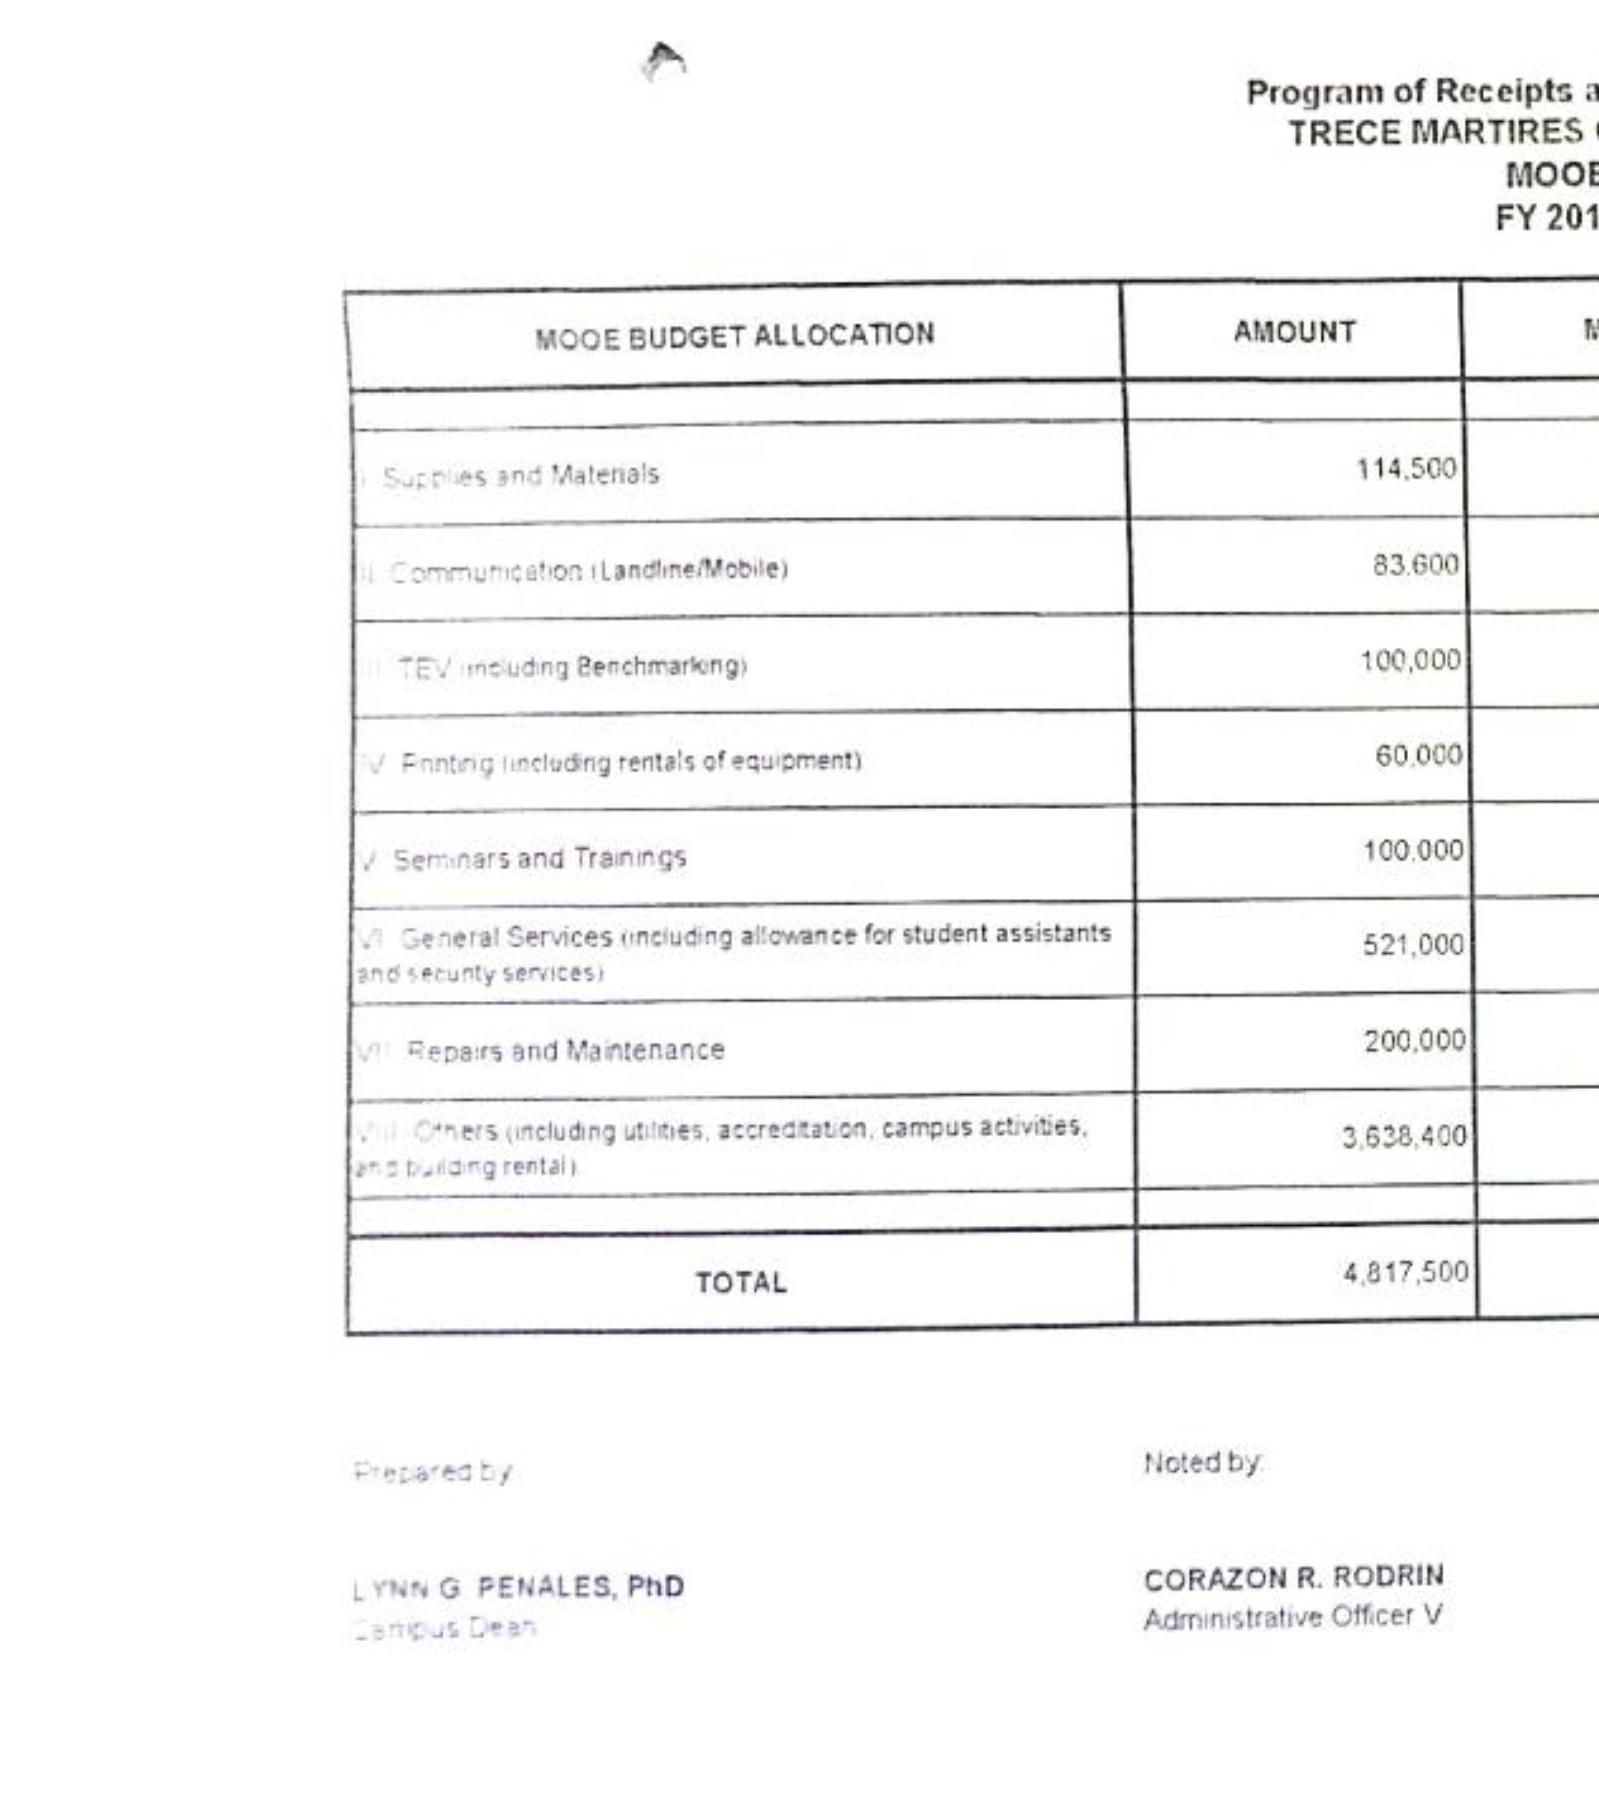 Program of Receipts a
TRECE MARTIRES
MOOE
FY 201
MOOE BUDGET ALLOCATION AMOUNT
I. Supplies and Materials 114,500
II. Communication (Landline/Mobile) 83,600
III. TEV (including Benchmarking) 100,000
IV. Printing (including rentals of equipment) 60,000
V. Seminars and Trainings 100,000
VI. General Services (including allowance for student assistants
and security services) 521,000
VII. Repairs and Maintenance 200,000
VIII. Others (including utilities, accreditation, campus activities,
and building rental) 3,638,400
TOTAL 4,817,500
Prepared by Noted by:
LYNN G. PENALES, PhD CORAZON R. RODRIN
Campus Dean Administrative Officer V